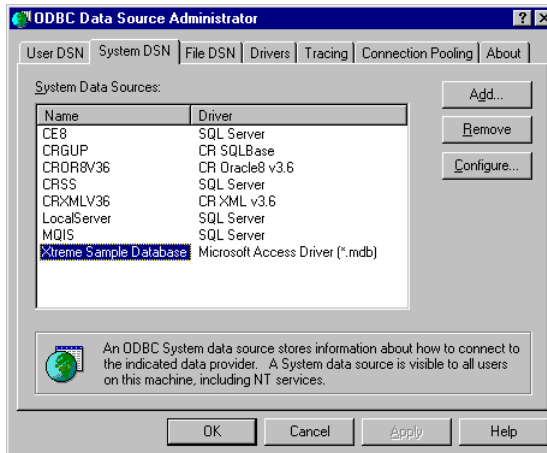 ODBC Data Source Administrator
User DSN System DSN File DSN Drivers Tracing Connection Pooling About
System Data Sources:
Name Driver
CE8 SQL Server
CRGUP CR SQLBase
CROR8V36 CR Oracle8 v3.6
CRSS SQL Server
CRXMLV36 CR XML v3.6
LocalServer SQL Server
MQIS SQL Server
Xtreme Sample Database Microsoft Access Driver (*.mdb)
Add...
Remove
Configure...
An ODBC System data source stores information about how to connect to
the indicated data provider. A System data source is visible to all users
on this machine, including NT services.
OK Cancel Apply Help